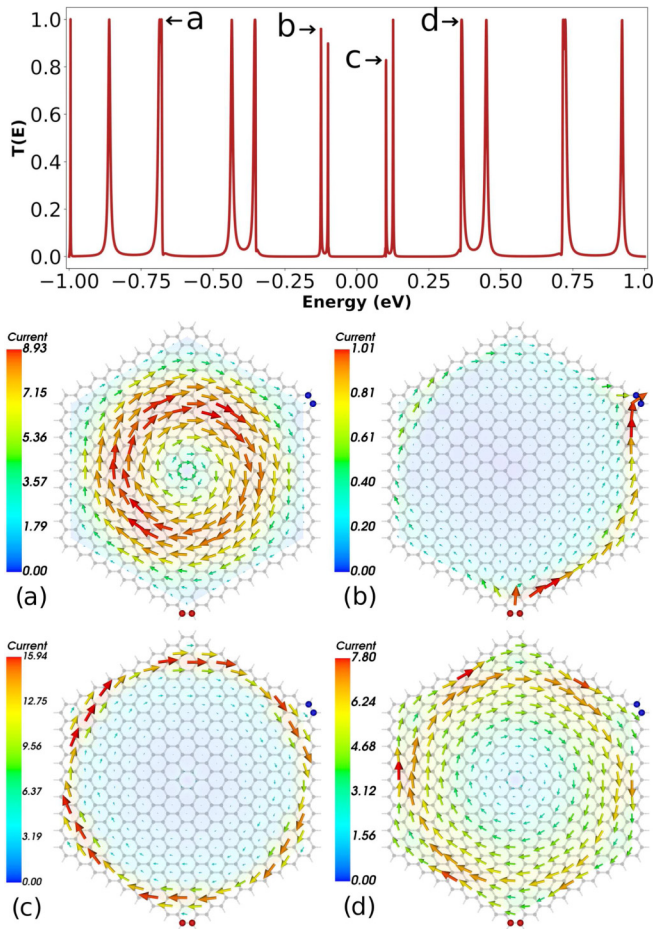 ←a
b→
c→
d→
1.0
0.8
0.6
0.4
0.2
0.0
T(E)
−1.00 −0.75 −0.50 −0.25 0.00 0.25 0.50 0.75 1.0
Energy (eV)
Current
8.93
7.15
5.36
3.57
1.79
0.00
(a)
Current
1.01
0.81
0.61
0.40
0.20
0.00
(b)
Current
15.94
12.75
9.56
6.37
3.19
0.00
(c)
Current
7.80
6.24
4.68
3.12
1.56
0.00
(d)